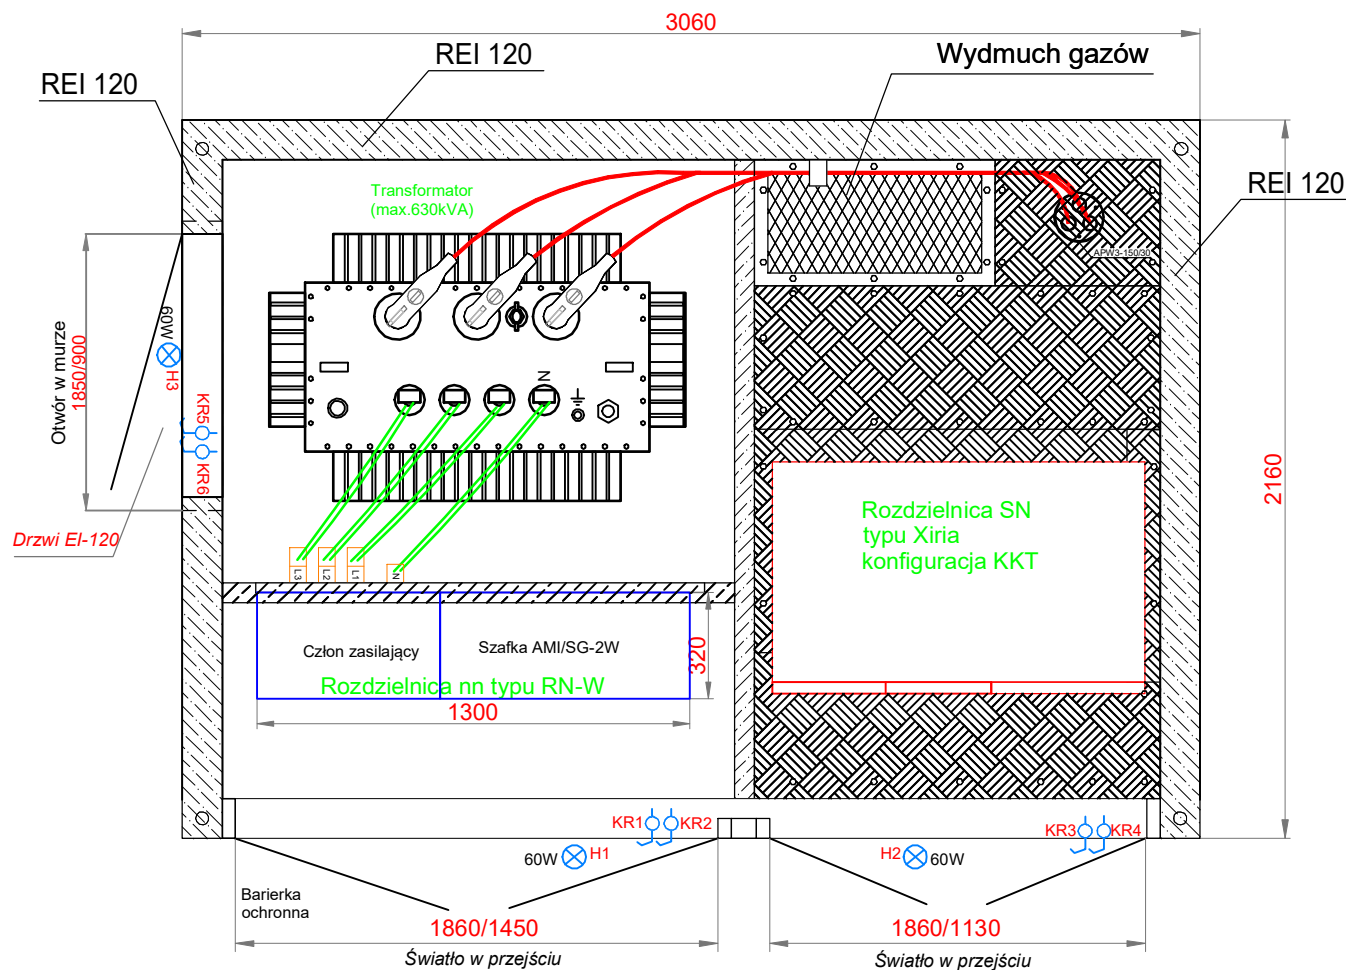 3060
REI 120
Wydmuch gazów
REI 120
REI 120
Transformator
(max.630kVA)
APW3-150/30
60W
H3
Otwór w murze
1850/900
KR5
KR6
N
Drzwi EI-120
Rozdzielnica SN
typu Xiria
konfiguracja KKT
2160
L3
L2
L1
N
Człon zasilający
Szafka AMI/SG-2W
320
Rozdzielnica nn typu RN-W
1300
KR1
KR2
KR3
KR4
60W
H1
H2
60W
Barierka
ochronna
1860/1450
1860/1130
Światło w przejściu
Światło w przejściu